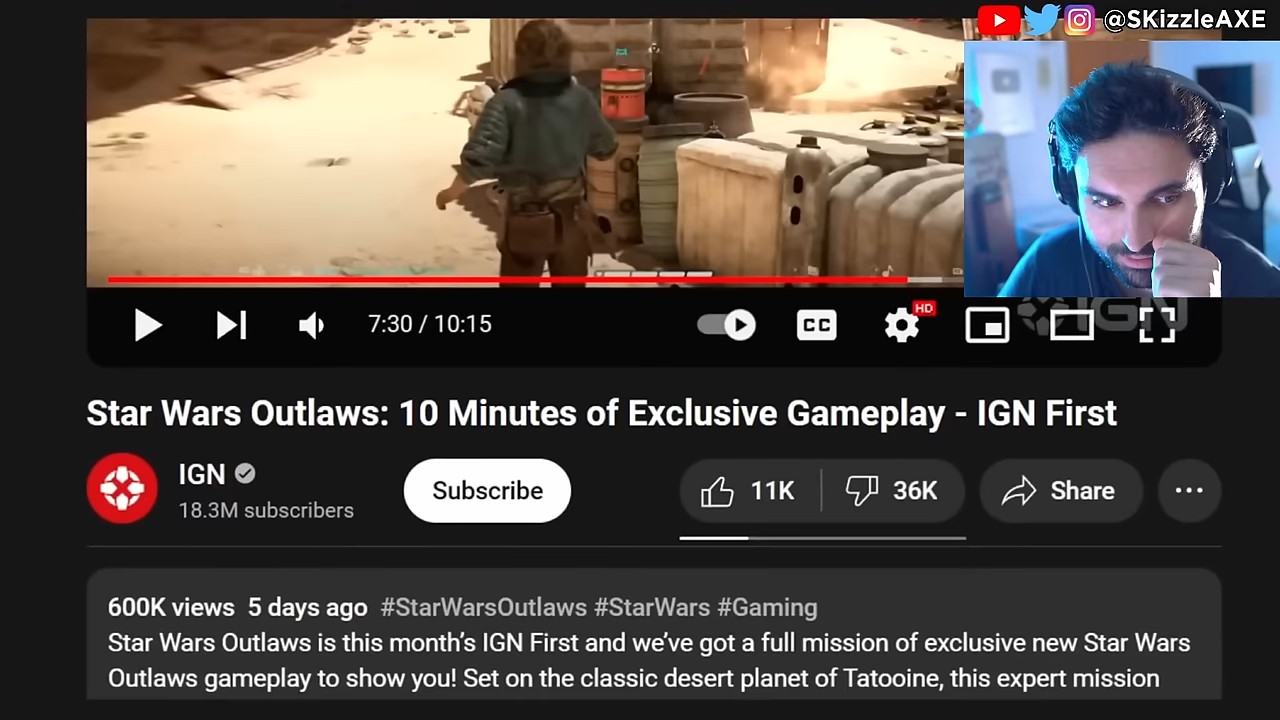 @SKizzleAXE
7:30 / 10:15
CC
HD
IGN
Star Wars Outlaws: 10 Minutes of Exclusive Gameplay - IGN First
IGN
18.3M subscribers
Subscribe
11K
36K
Share
600K views 5 days ago #StarWarsOutlaws #StarWars #Gaming
Star Wars Outlaws is this month's IGN First and we've got a full mission of exclusive new Star Wars
Outlaws gameplay to show you! Set on the classic desert planet of Tatooine, this expert mission